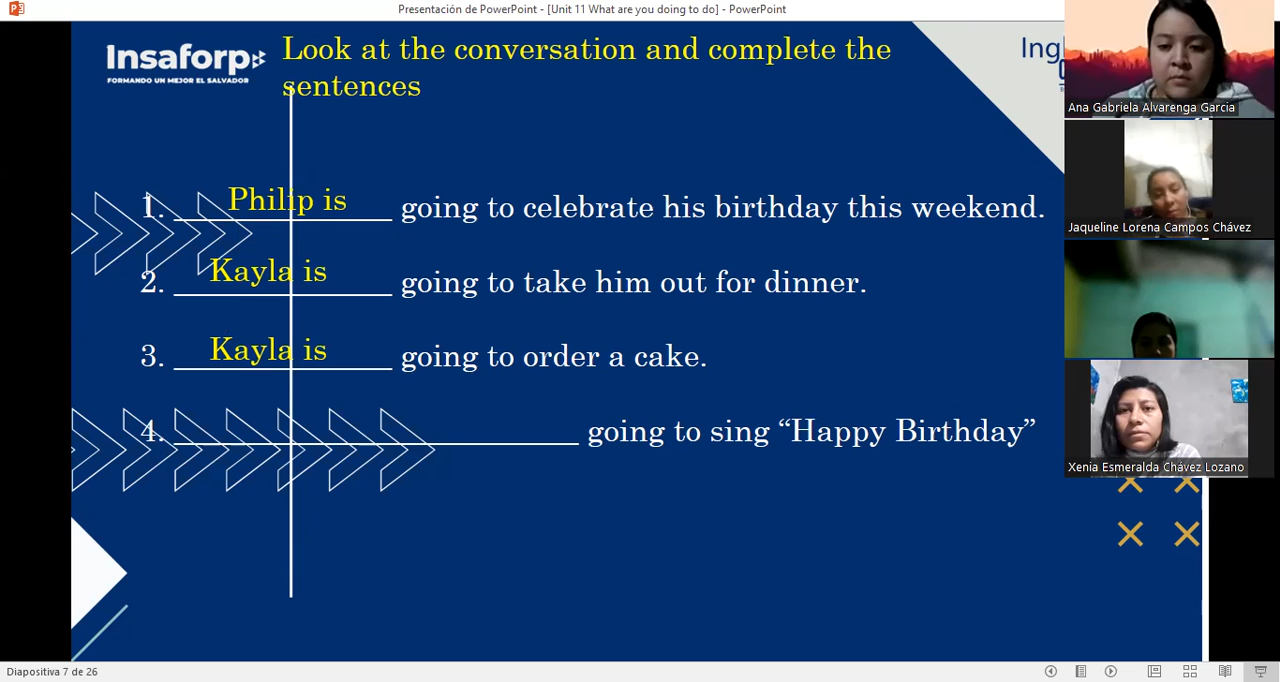 Presentación de PowerPoint - [Unit 11 What are you doing to do] - PowerPoint
Insaforp
FORMANDO UN MEJOR EL SALVADOR
Look at the conversation and complete the
sentences
Ing
1. Philip is going to celebrate his birthday this weekend.
2. Kayla is going to take him out for dinner.
3. Kayla is going to order a cake.
4. ____________________ going to sing “Happy Birthday”
Ana Gabriela Alvarenga Garcia
Jaqueline Lorena Campos Chávez
Xenia Esmeralda Chávez Lozano
Diapositiva 7 de 26